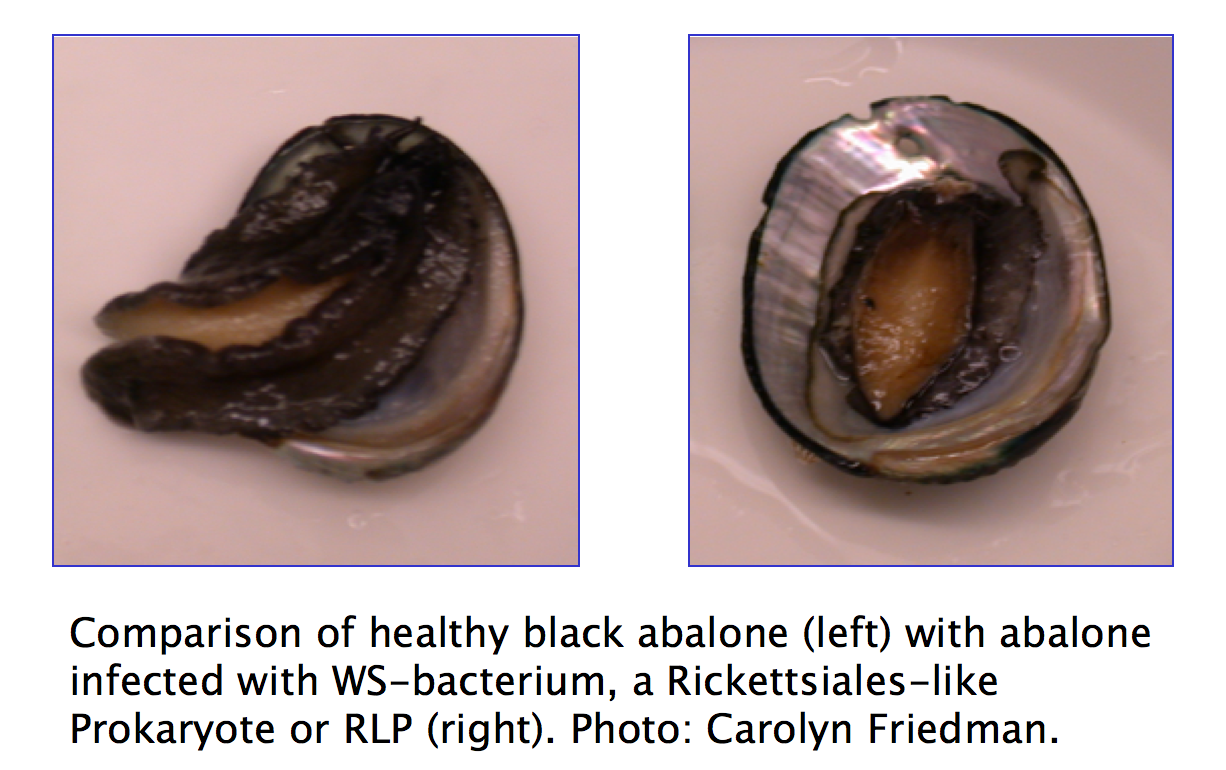 Comparison of healthy black abalone (left) with abalone
infected with WS-bacterium, a Rickettsiales-like
Prokaryote or RLP (right). Photo: Carolyn Friedman.